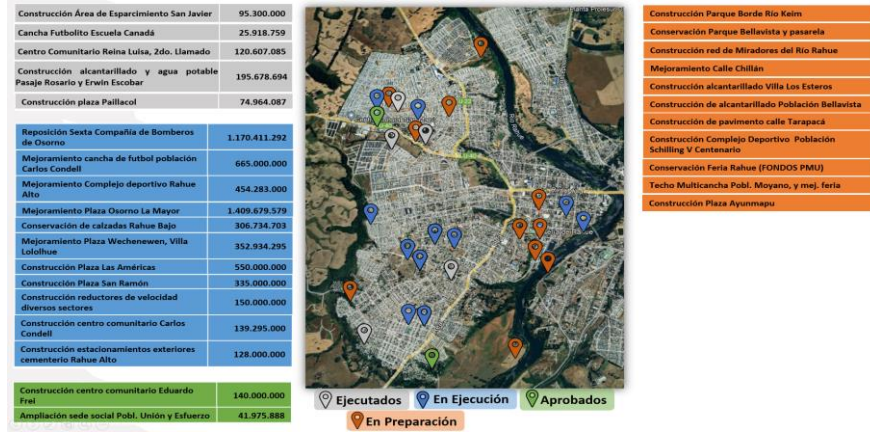 Construcción Área de Esparcimiento San Javier 95.300.000
Cancha Futbolito Escuela Canadá 25.918.759
Centro Comunitario Reina Luisa, 2do. Llamado 120.607.085
Construcción alcantarillado y agua potable
Pasaje Rosario y Erwin Escobar 195.678.694
Construcción plaza Paillacol 74.964.087
Reposición Sexta Compañía de Bomberos
de Osorno 1.170.411.292
Mejoramiento cancha de futbol población
Carlos Condell 665.000.000
Mejoramiento Complejo deportivo Rahue
Alto 454.283.000
Mejoramiento Plaza Osorno La Mayor 1.409.679.579
Conservación de calzadas Rahue Bajo 306.734.703
Mejoramiento Plaza Wechenewen, Villa
Lololhue 352.934.295
Construcción Plaza Las Américas 550.000.000
Construcción Plaza San Ramón 335.000.000
Construcción reductores de velocidad
diversos sectores 150.000.000
Construcción centro comunitario Carlos
Condell 139.295.000
Construcción estacionamientos exteriores
cementerio Rahue Alto 128.000.000
Construcción centro comunitario Eduardo
Frei 140.000.000
Ampliación sede social Pobl. Unión y Esfuerzo 41.975.888
Ejecutados
En Ejecución
Aprobados
En Preparación
Construcción Parque Borde Río Keim
Conservación Parque Bellavista y pasarela
Construcción red de Miradores del Río Rahue
Mejoramiento Calle Chillán
Construcción alcantarillado Villa Los Esteros
Construcción de alcantarillado Población Bellavista
Construcción de pavimento calle Tarapacá
Construcción Complejo Deportivo Población
Schilling V Centenario
Conservación Feria Rahue (FONDOS PMU)
Techo Multicancha Pobl. Moyano, y mej. feria
Construcción Plaza Ayunmapu